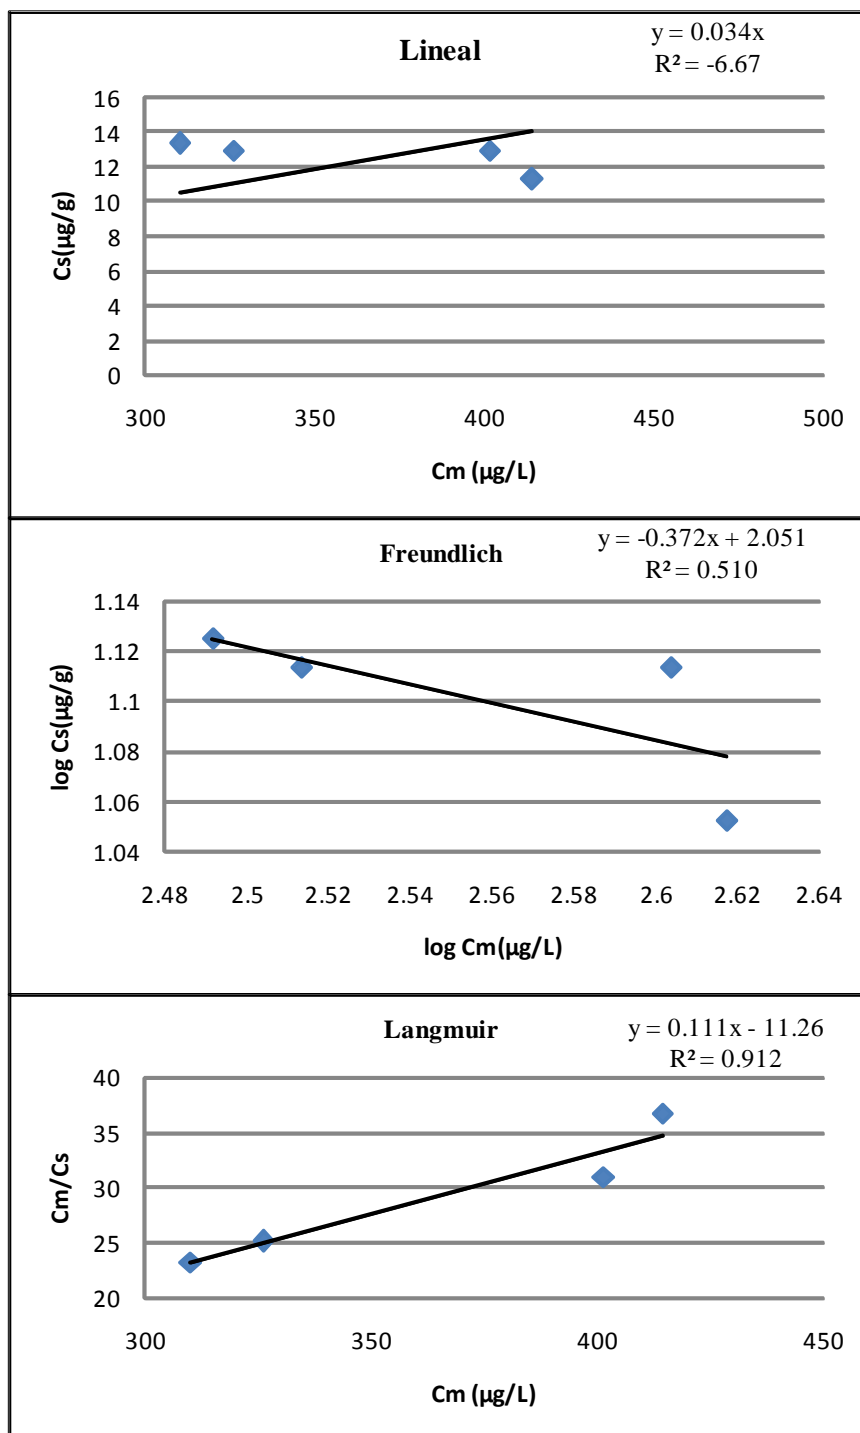 Lineal
y = 0.034x
R² = -6.67
16
14
12
10
8
6
4
2
0
Cs(µg/g)
300 350 400 450 500
Cm (µg/L)
Freundlich
y = -0.372x + 2.051
R² = 0.510
1.14
1.12
1.1
1.08
1.06
1.04
log Cs(µg/g)
2.48 2.5 2.52 2.54 2.56 2.58 2.6 2.62 2.64
log Cm(µg/L)
Langmuir
y = 0.111x - 11.26
R² = 0.912
40
35
30
25
20
Cm/Cs
300 350 400 450
Cm (µg/L)